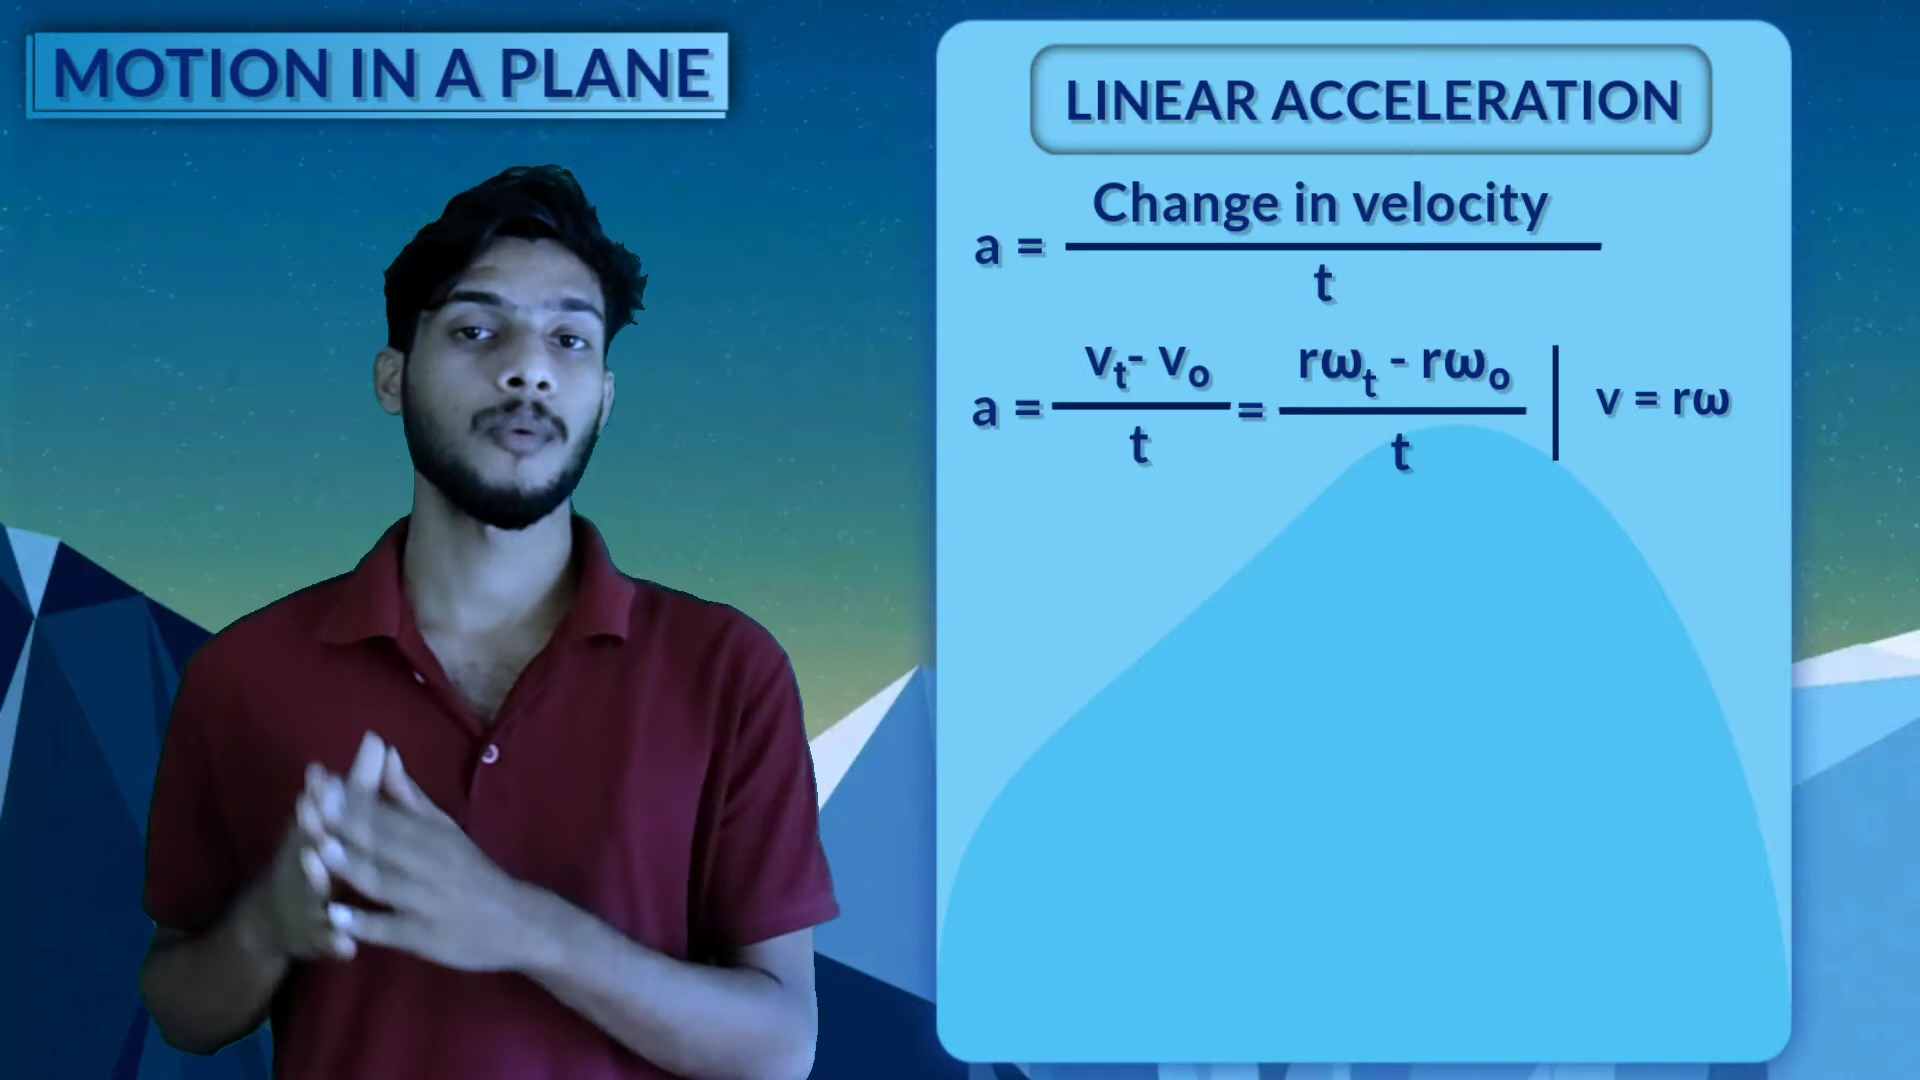 MOTION IN A PLANE
LINEAR ACCELERATION
a = Change in velocity / t
a = vₜ- vₒ / t = rωₜ - rωₒ / t | v = rω